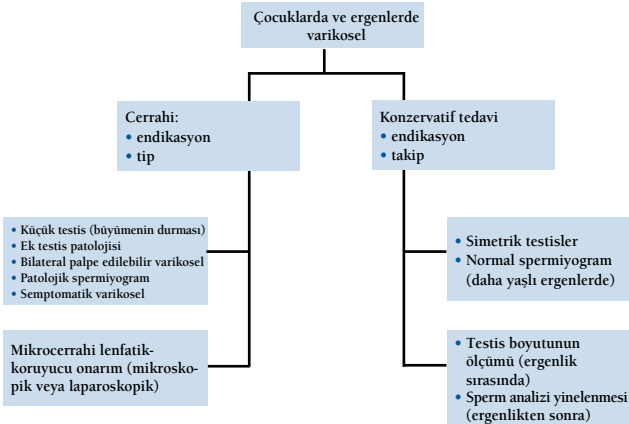 Çocuklarda ve ergenlerde
varikosel
Cerrahi:
• endikasyon
• tip
Konzervatif tedavi
• endikasyon
• takip
• Küçük testis (büyümenin durması)
• Ek testis patolojisi
• Bilateral palpe edilebilir varikosel
• Patolojik spermiyogram
• Semptomatik varikosel
• Simetrik testisler
• Normal spermiyogram
(daha yaşlı ergenlerde)
Mikrocerrahi lenfatik-
koruyucu onarım (mikrosko-
pik veya laparoskopik)
• Testis boyutunun
ölçümü (ergenlik
sırasında)
• Sperm analizi yinelenmesi
(ergenlikten sonra)